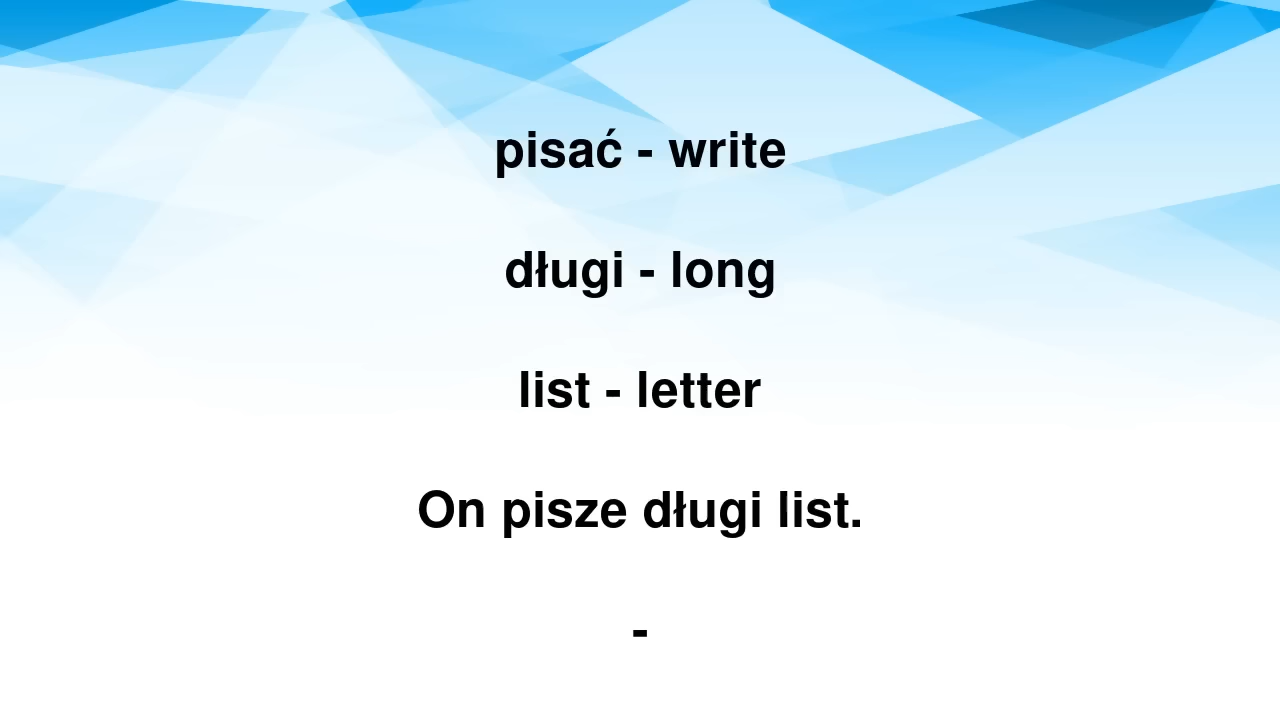 pisać - write
długi - long
list - letter
On pisze długi list.
-